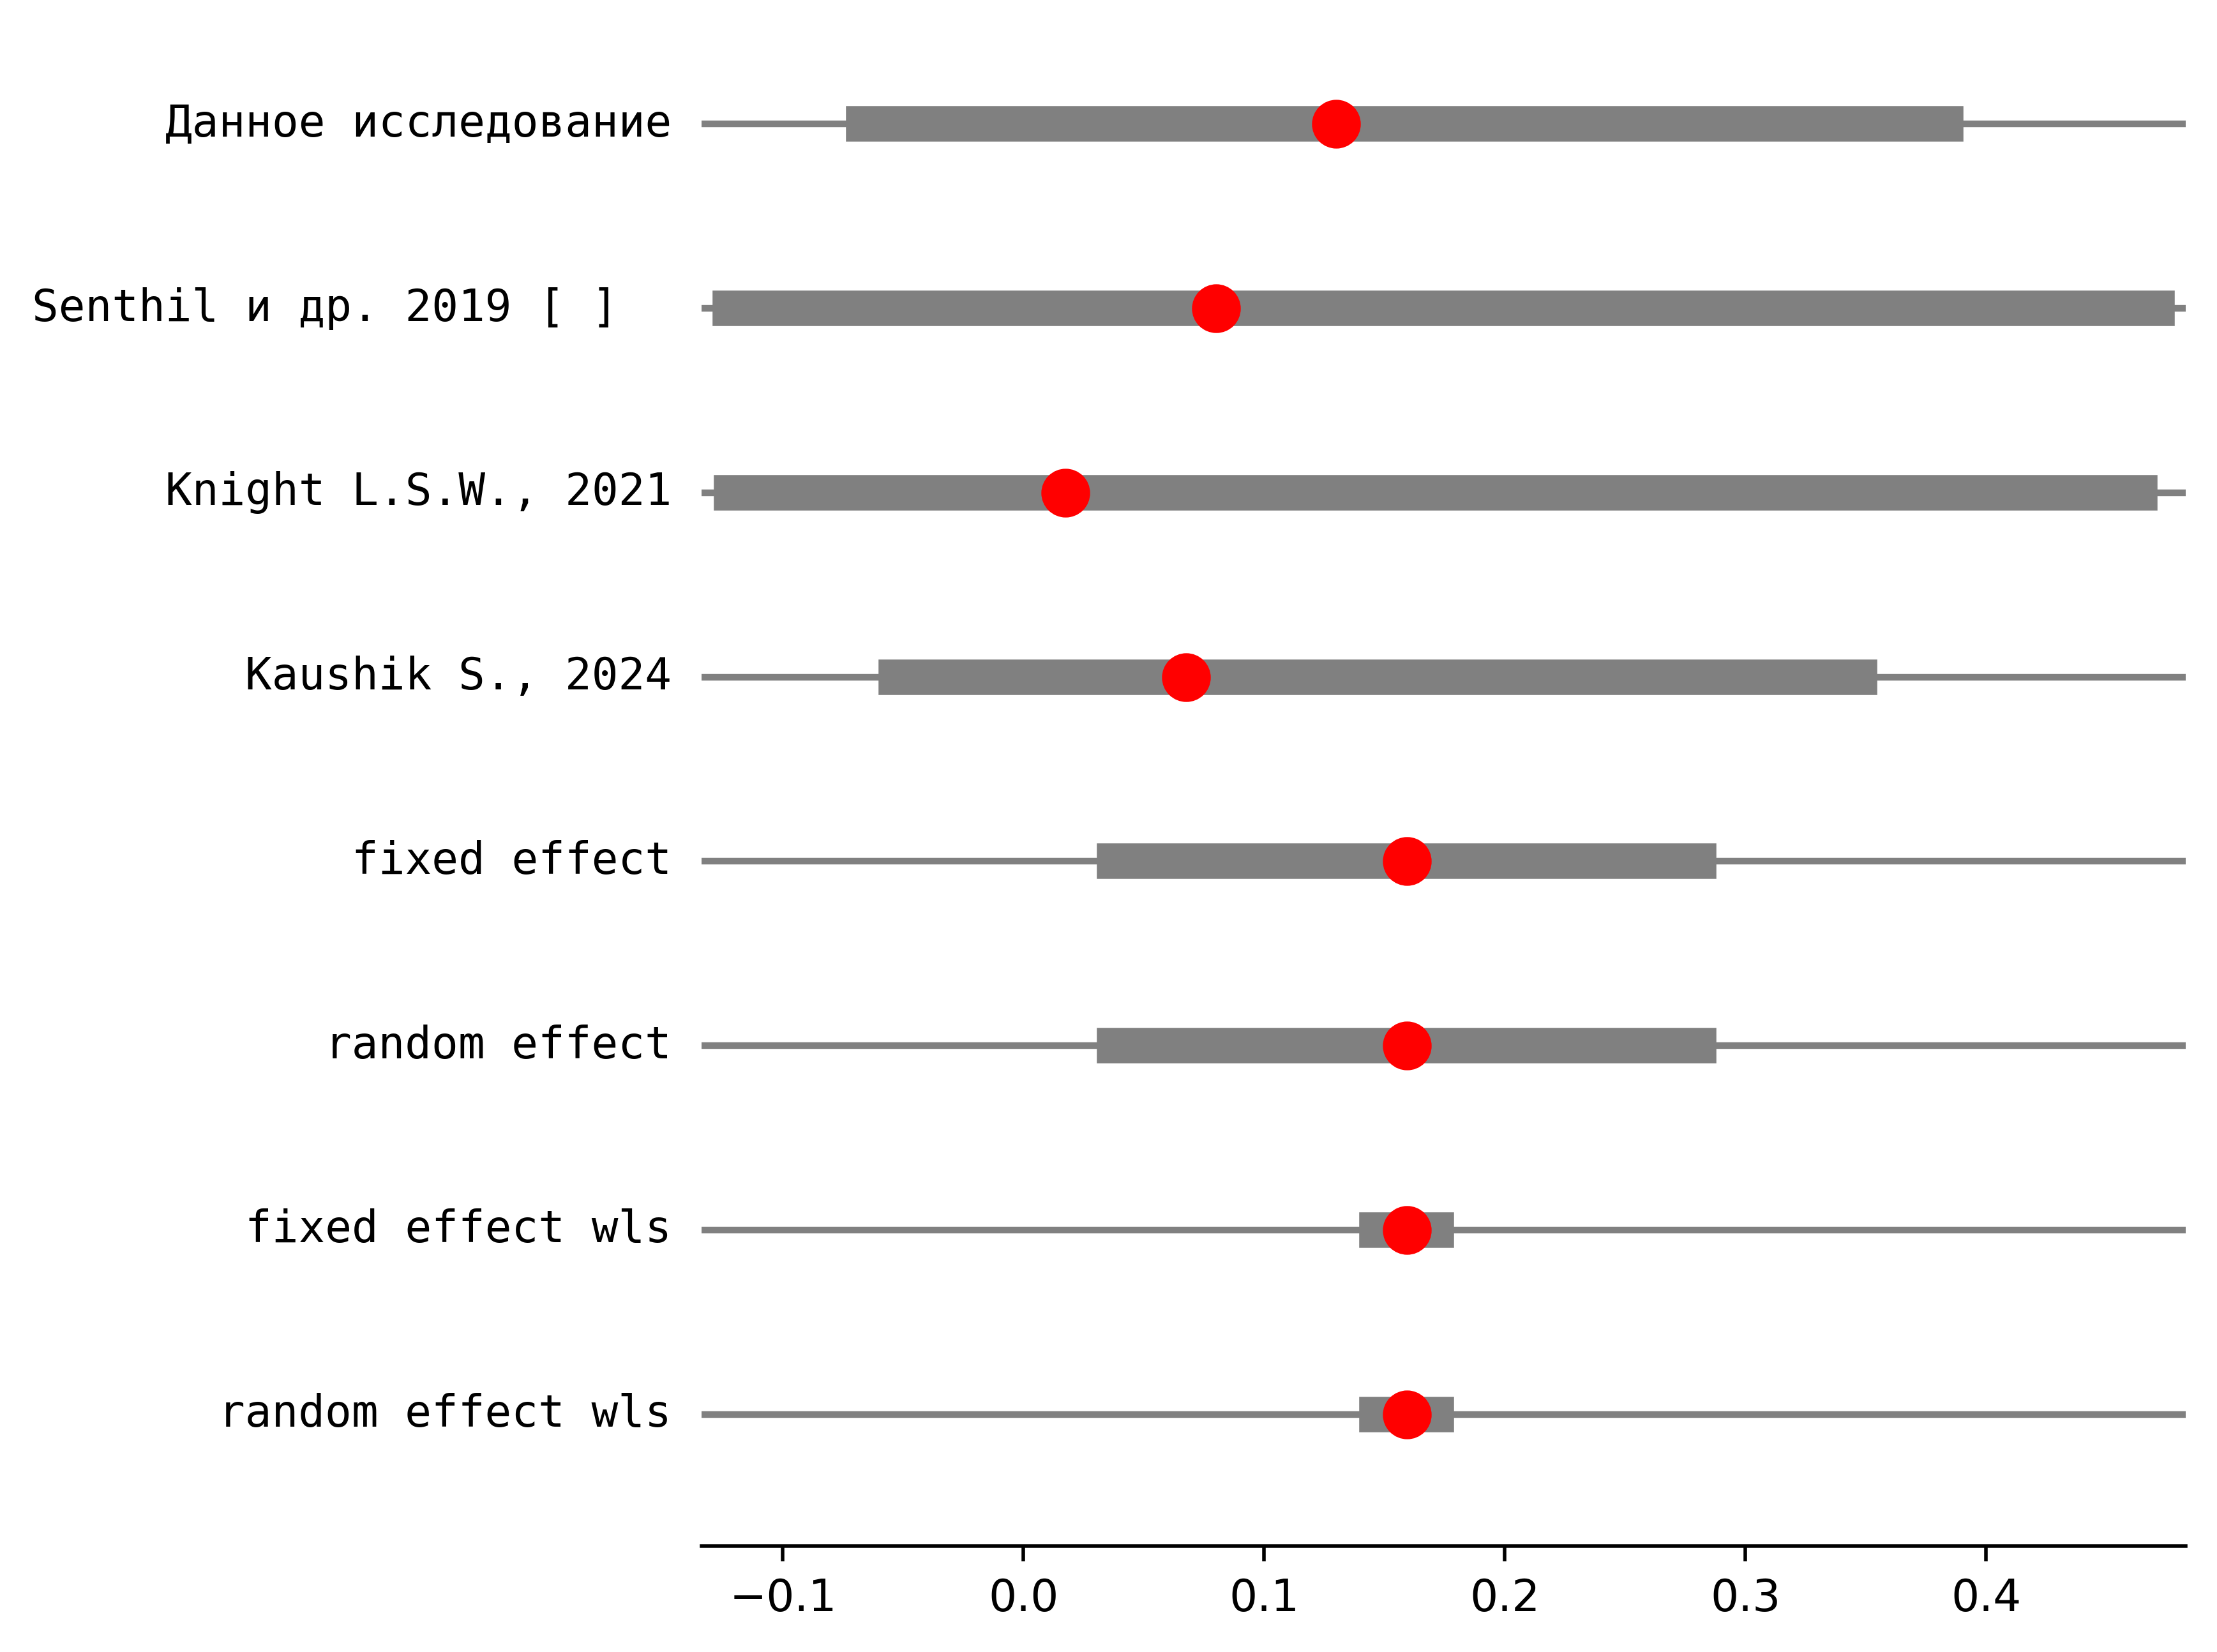 Данное исследование
Senthil и др. 2019 [ ]
Knight L.S.W., 2021
Kaushik S., 2024
fixed effect
random effect
fixed effect wls
random effect wls
−0.1 0.0 0.1 0.2 0.3 0.4